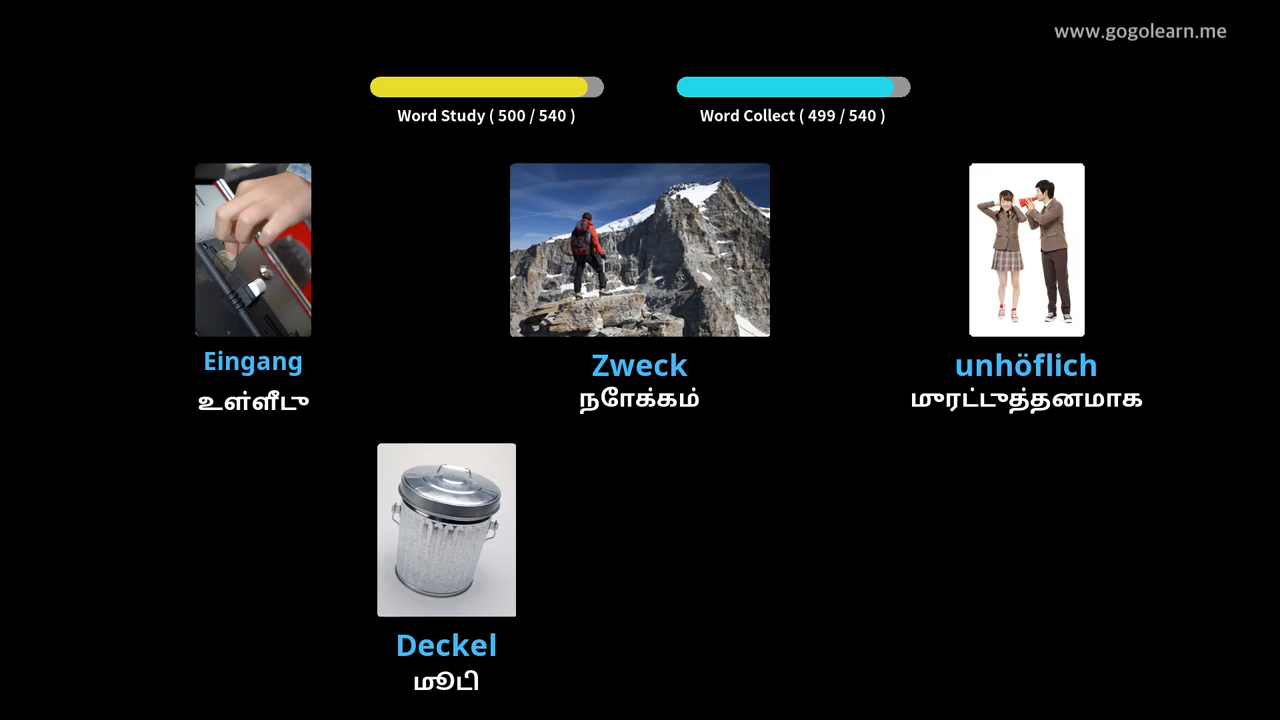 www.gogolearn.me
Word Study ( 500 / 540 )
Word Collect ( 499 / 540 )
Eingang
உள்ளீடு
Zweck
நோக்கம்
unhöflich
முரட்டுத்தனமாக
Deckel
மூடி